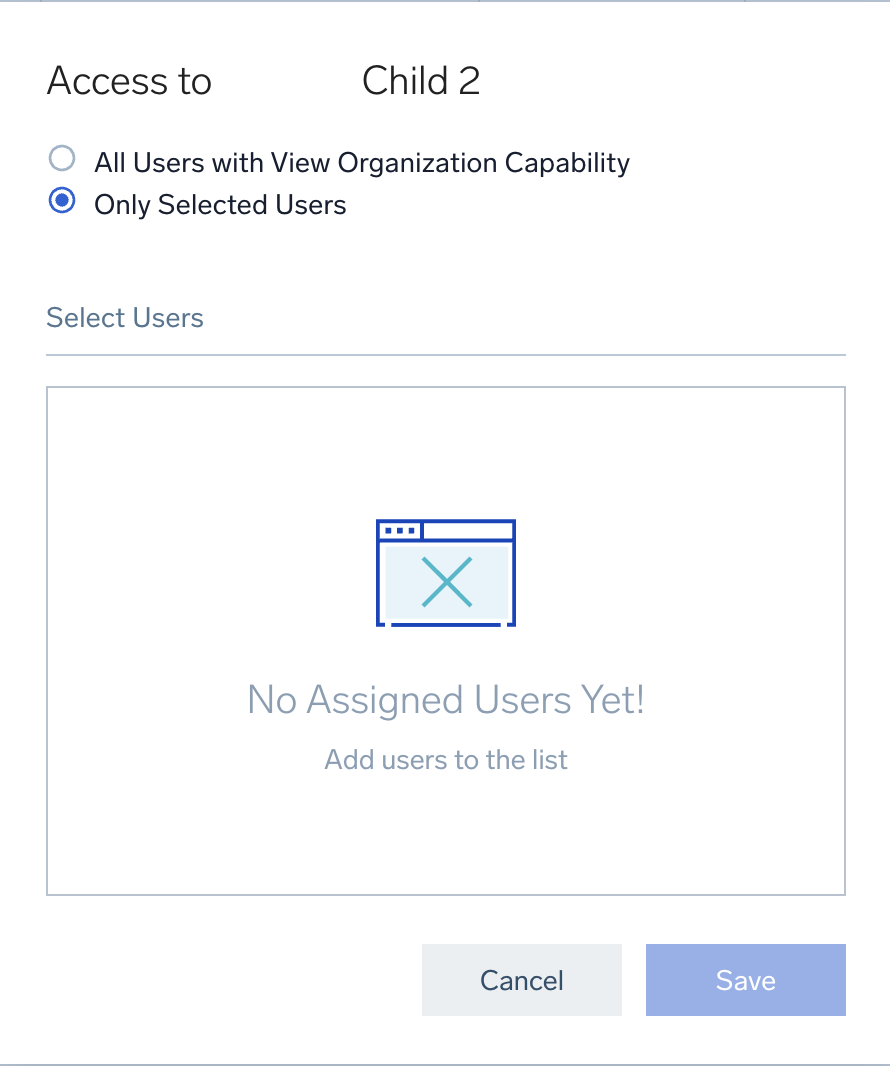 Access to Child 2
All Users with View Organization Capability
Only Selected Users
Select Users
No Assigned Users Yet!
Add users to the list
Cancel Save